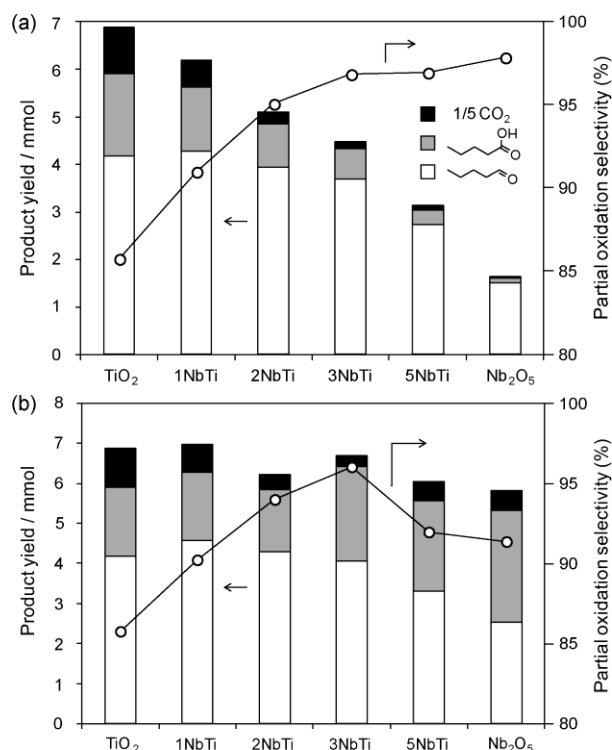 (a)
Product yield / mmol
7
6
5
4
3
2
1
0
100
95
90
85
80
Partial oxidation selectivity (%)
1/5 CO₂
OH
O
O
TiO₂ 1NbTi 2NbTi 3NbTi 5NbTi Nb₂O₅
(b)
Product yield / mmol
8
7
6
5
4
3
2
1
0
100
95
90
85
80
Partial oxidation selectivity (%)
TiO₂ 1NbTi 2NbTi 3NbTi 5NbTi Nb₂O₅